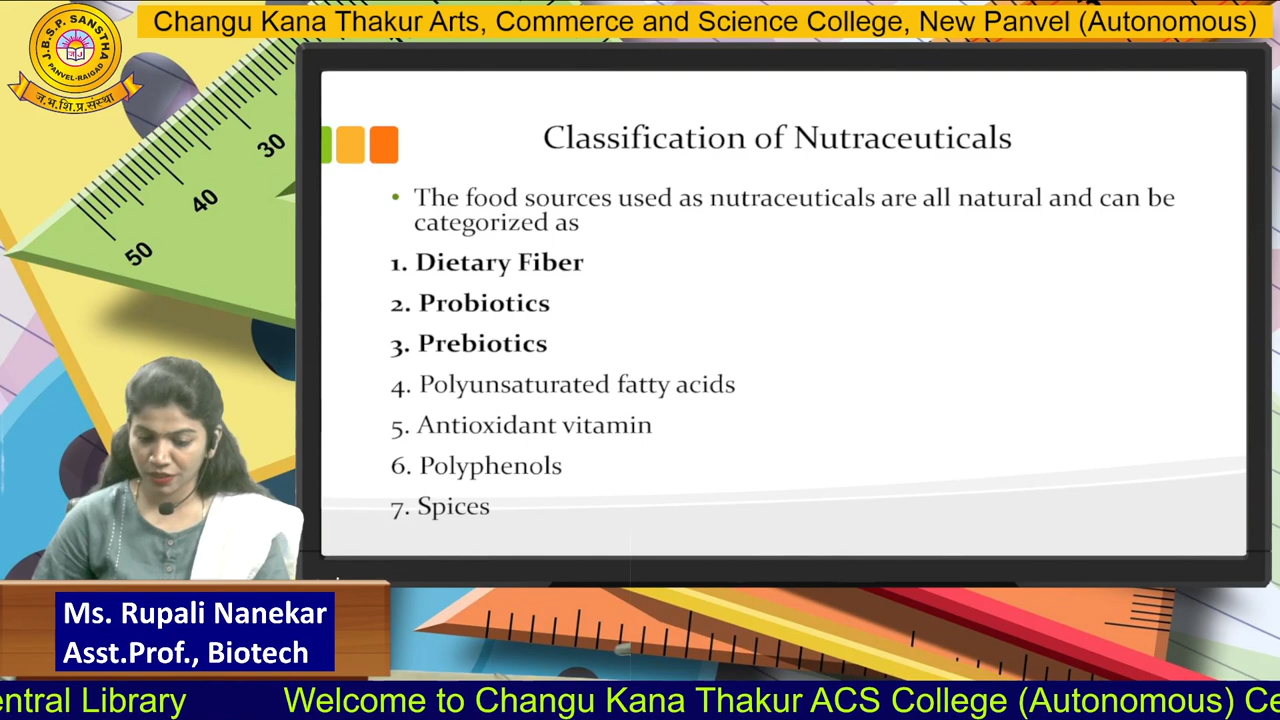 Changu Kana Thakur Arts, Commerce and Science College, New Panvel (Autonomous)
J.B.S.P. SANSTHA
PANVEL-RAIGAD
ज.भ.शि.प्र.संस्था
30
40
50
Classification of Nutraceuticals
• The food sources used as nutraceuticals are all natural and can be
categorized as
1. Dietary Fiber
2. Probiotics
3. Prebiotics
4. Polyunsaturated fatty acids
5. Antioxidant vitamin
6. Polyphenols
7. Spices
Ms. Rupali Nanekar
Asst.Prof., Biotech
entral Library Welcome to Changu Kana Thakur ACS College (Autonomous) Ce